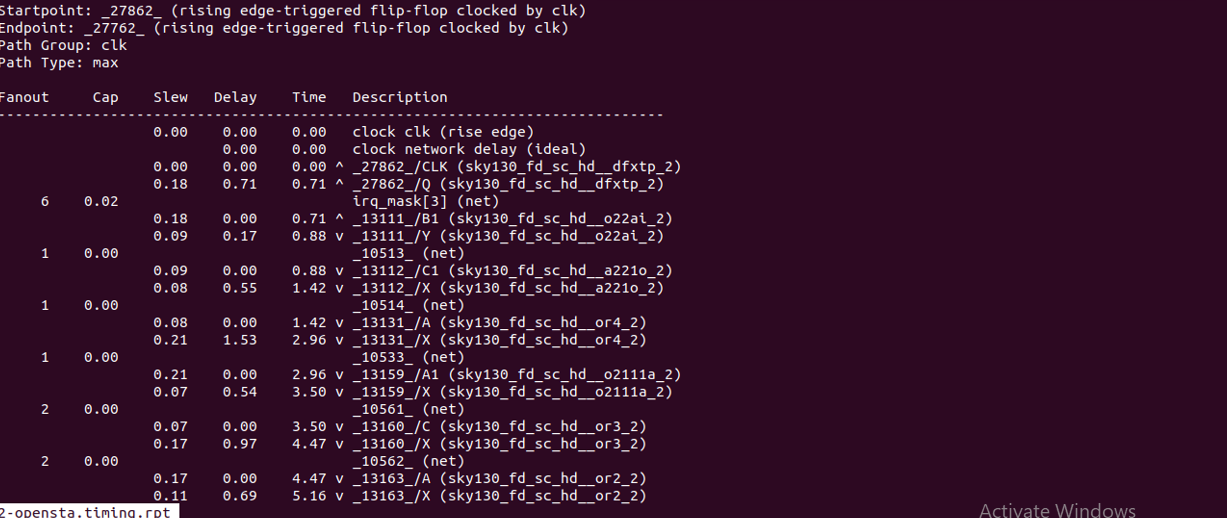 Startpoint: _27862_ (rising edge-triggered flip-flop clocked by clk)
Endpoint: _27762_ (rising edge-triggered flip-flop clocked by clk)
Path Group: clk
Path Type: max
Fanout     Cap    Slew   Delay    Time   Description
-----------------------------------------------------------------------------
                  0.00    0.00    0.00   clock clk (rise edge)
                          0.00    0.00   clock network delay (ideal)
                  0.00    0.00    0.00 ^ _27862_/CLK (sky130_fd_sc_hd__dfxtp_2)
                  0.18    0.71    0.71 ^ _27862_/Q (sky130_fd_sc_hd__dfxtp_2)
     6    0.02                           irq_mask[3] (net)
                  0.18    0.00    0.71 ^ _13111_/B1 (sky130_fd_sc_hd__o22ai_2)
                  0.09    0.17    0.88 v _13111_/Y (sky130_fd_sc_hd__o22ai_2)
     1    0.00                           _10513_ (net)
                  0.09    0.00    0.88 v _13112_/C1 (sky130_fd_sc_hd__a221o_2)
                  0.08    0.55    1.42 v _13112_/X (sky130_fd_sc_hd__a221o_2)
     1    0.00                           _10514_ (net)
                  0.08    0.00    1.42 v _13131_/A (sky130_fd_sc_hd__or4_2)
                  0.21    1.53    2.96 v _13131_/X (sky130_fd_sc_hd__or4_2)
     1    0.00                           _10533_ (net)
                  0.21    0.00    2.96 v _13159_/A1 (sky130_fd_sc_hd__o2111a_2)
                  0.07    0.54    3.50 v _13159_/X (sky130_fd_sc_hd__o2111a_2)
     2    0.00                           _10561_ (net)
                  0.07    0.00    3.50 v _13160_/C (sky130_fd_sc_hd__or3_2)
                  0.17    0.97    4.47 v _13160_/X (sky130_fd_sc_hd__or3_2)
     2    0.00                           _10562_ (net)
                  0.17    0.00    4.47 v _13163_/A (sky130_fd_sc_hd__or2_2)
                  0.11    0.69    5.16 v _13163_/X (sky130_fd_sc_hd__or2_2)
2-opensta.timing.rpt
Activate Windows